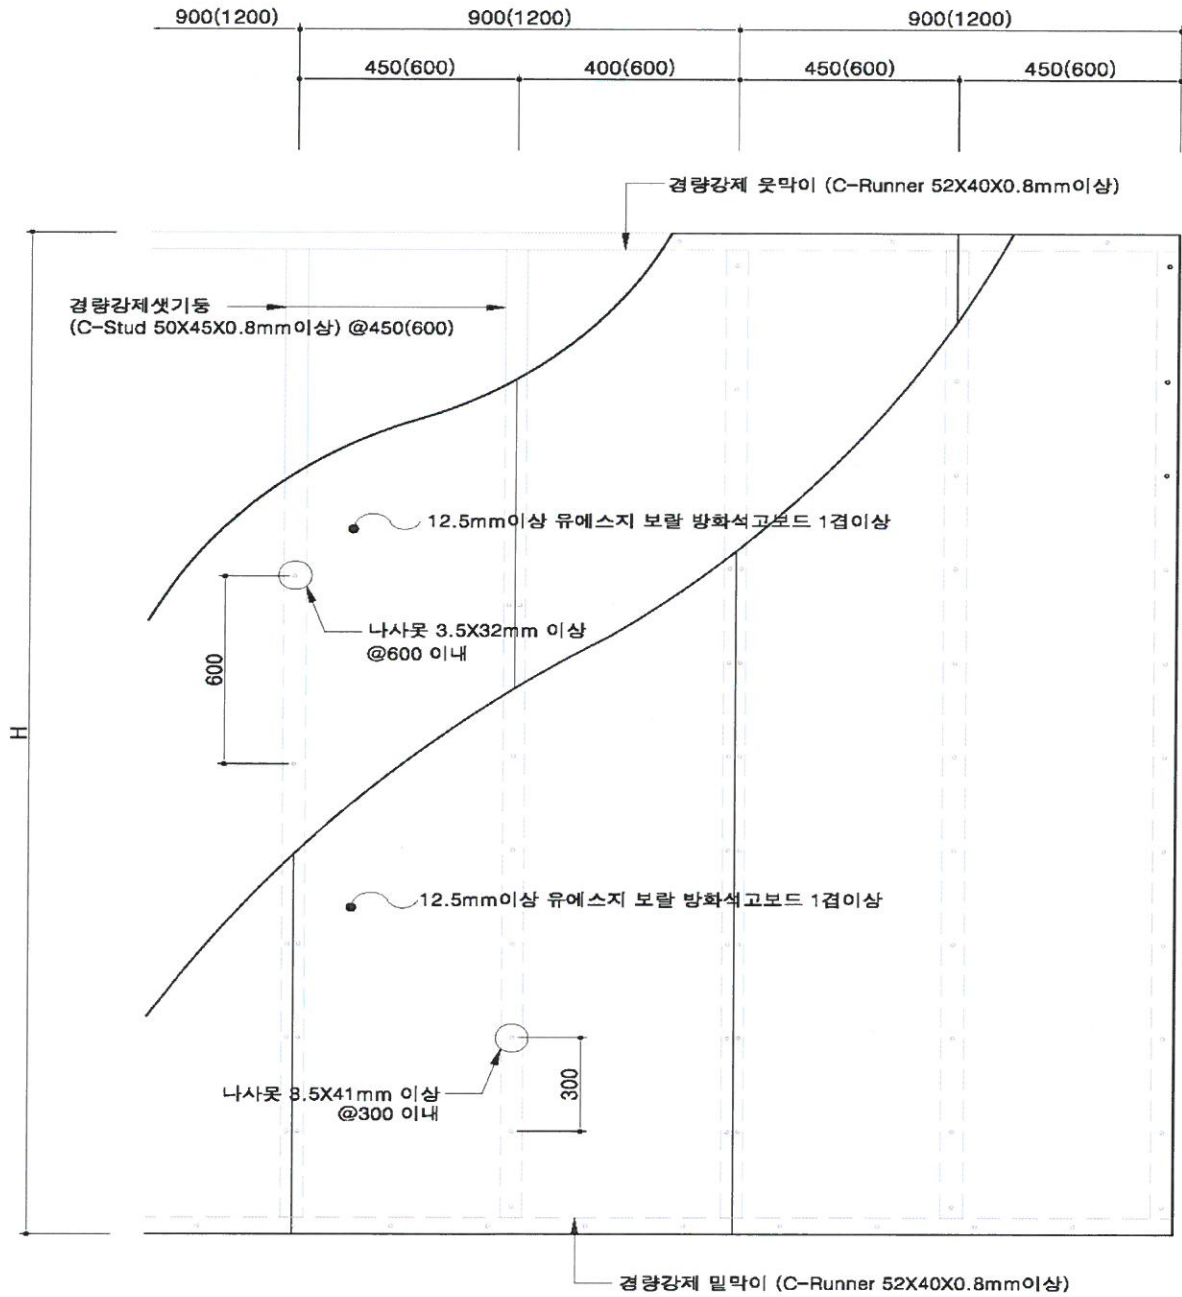 900(1200)
900(1200)
900(1200)
450(600)
400(600)
450(600)
450(600)
경량강제 웃막이 (C-Runner 52X40X0.8mm이상)
경량강제샛기둥
(C-Stud 50X45X0.8mm이상) @450(600)
12.5mm이상 유에스지 보랄 방화석고보드 1겹이상
나사못 3.5X32mm 이상
@600 이내
600
H
12.5mm이상 유에스지 보랄 방화석고보드 1겹이상
나사못 3.5X41mm 이상
@300 이내
300
경량강제 밑막이 (C-Runner 52X40X0.8mm이상)